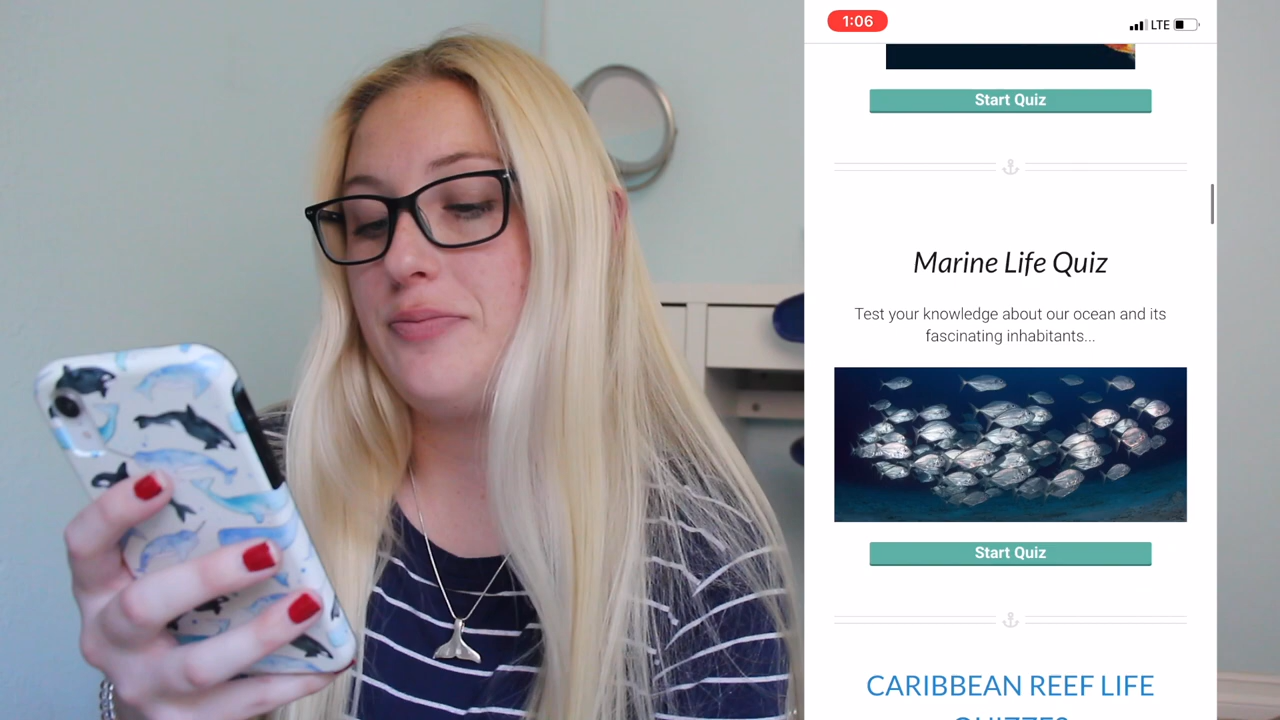 1:06
LTE
Start Quiz
Marine Life Quiz
Test your knowledge about our ocean and its
fascinating inhabitants...
Start Quiz
CARIBBEAN REEF LIFE
QUIZZES